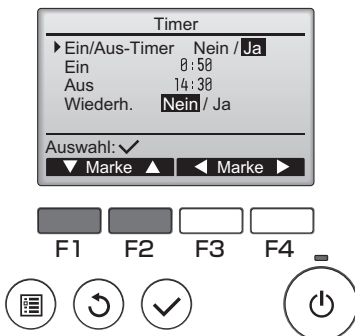 Timer
Ein/Aus-Timer Nein / Ja
Ein 0:50
Aus 14:30
Wiederh. Nein / Ja
Auswahl:
Marke Marke
F1 F2 F3 F4